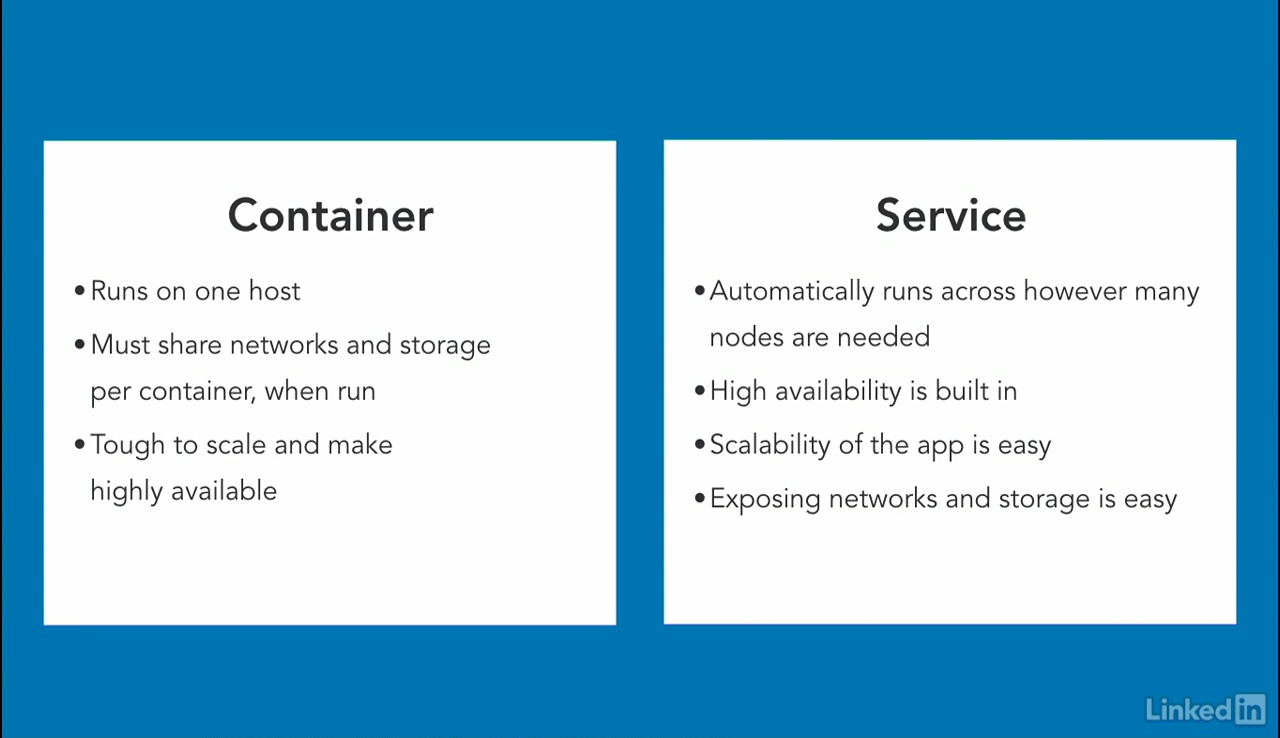 Container
•Runs on one host
•Must share networks and storage
per container, when run
•Tough to scale and make
highly available
Service
•Automatically runs across however many
nodes are needed
•High availability is built in
•Scalability of the app is easy
•Exposing networks and storage is easy
Linked in